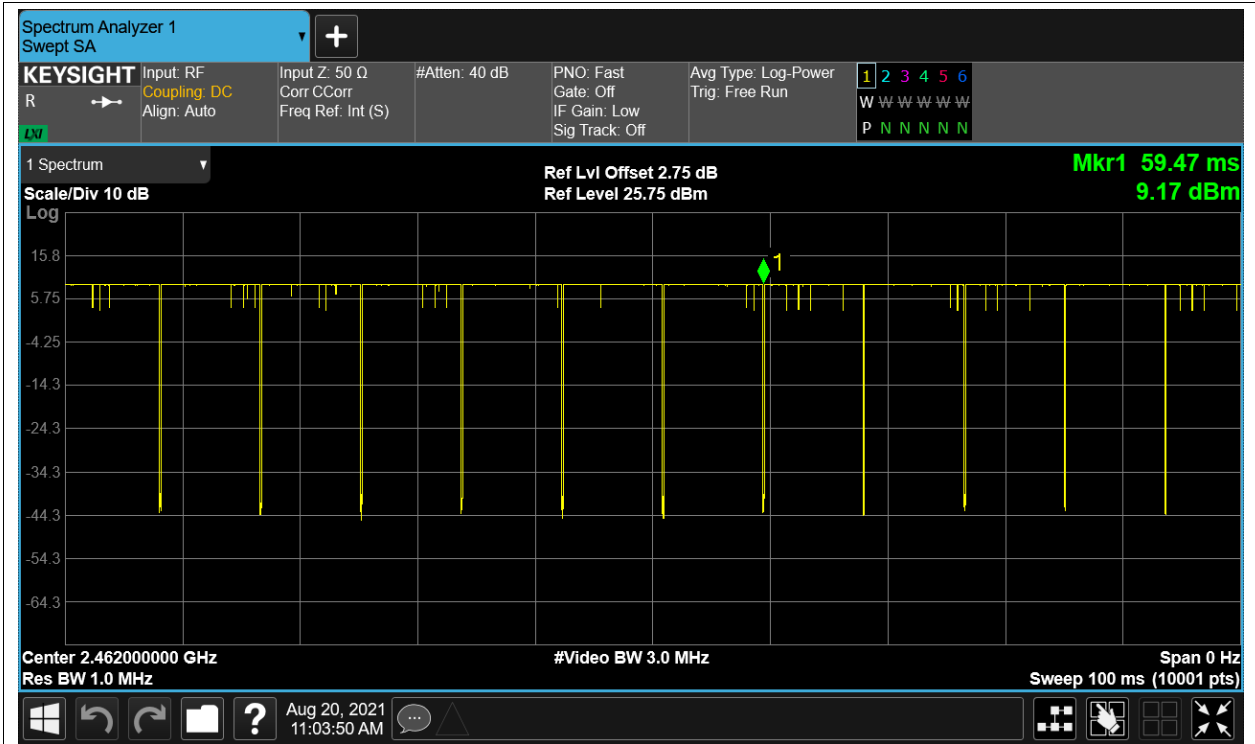 Spectrum Analyzer 1
Swept SA
+
KEYSIGHT
R
LXI
Input: RF
Coupling: DC
Align: Auto
Input Z: 50 Ω
Corr CCorr
Freq Ref: Int (S)
#Atten: 40 dB
PNO: Fast
Gate: Off
IF Gain: Low
Sig Track: Off
Avg Type: Log-Power
Trig: Free Run
1 2 3 4 5 6
W W W W W W
P N N N N N
1 Spectrum
Scale/Div 10 dB
Ref Lvl Offset 2.75 dB
Ref Level 25.75 dBm
Mkr1 59.47 ms
9.17 dBm
Log
15.8
5.75
-4.25
-14.3
-24.3
-34.3
-44.3
-54.3
-64.3
1
Center 2.462000000 GHz
Res BW 1.0 MHz
#Video BW 3.0 MHz
Span 0 Hz
Sweep 100 ms (10001 pts)
?
Aug 20, 2021
11:03:50 AM